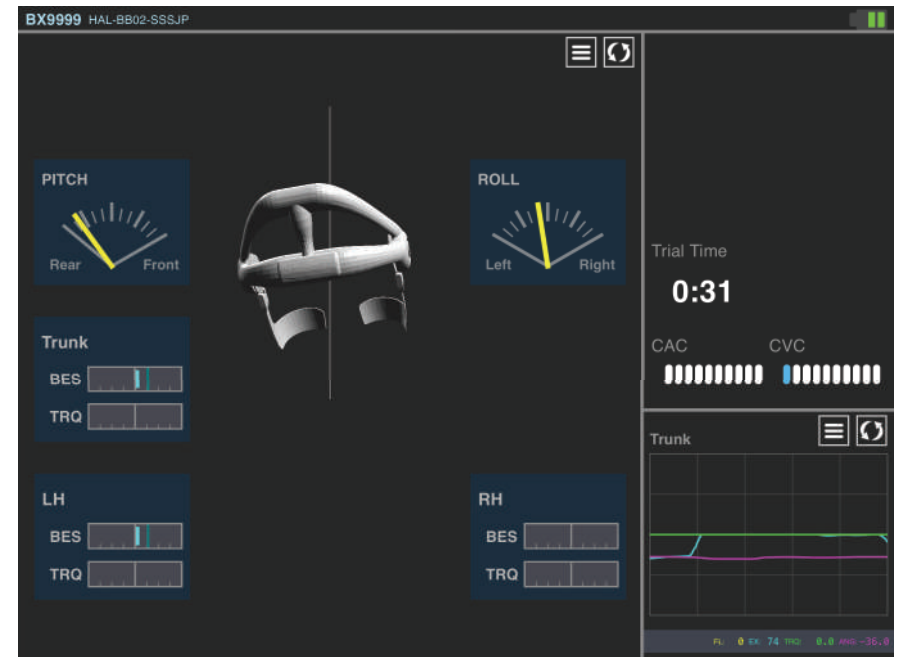 BX9999 HAL-BB02-SSSJP
PITCH
Rear Front
ROLL
Left Right
Trunk
BES
TRQ
LH
BES
TRQ
RH
BES
TRQ
Trial Time
0:31
CAC CVC
Trunk
FL: 0 EX: 74 TRQ: 0.0 ANG -36.0